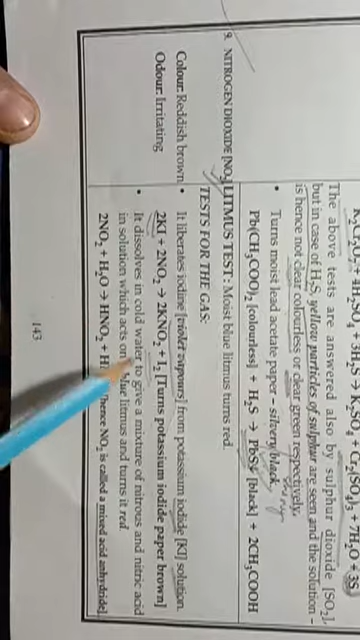 K₂Cr₂O₇ + 4H₂SO₄ + 3H₂S → K₂SO₄ + Cr₂(SO₄)₃ + 7H₂O + 3S
The above tests are answered also by sulphur dioxide [SO₂],
but in case of H₂S, yellow particles of sulphur are seen and the solution -
is hence not clear colourless or clear green respectively.
• Turns moist lead acetate paper - silvery black.
Pb(CH₃COO)₂ [colourless] + H₂S → PbS [black] + 2CH₃COOH
9. NITROGEN DIOXIDE [NO₂]
Colour: Reddish brown
Odour: Irritating
LITMUS TEST: Moist blue litmus turns red.
TESTS FOR THE GAS:
• It liberates iodine [violet vapours] from potassium iodide [KI] solution.
2KI + 2NO₂ → 2KNO₂ + I₂ [Turns potassium iodide paper brown]
• It dissolves in cold water to give a mixture of nitrous and nitric acid
in solution which acts on blue litmus and turns it red.
2NO₂ + H₂O → HNO₂ + [hence NO₂ is called a mixed acid anhydride]
143